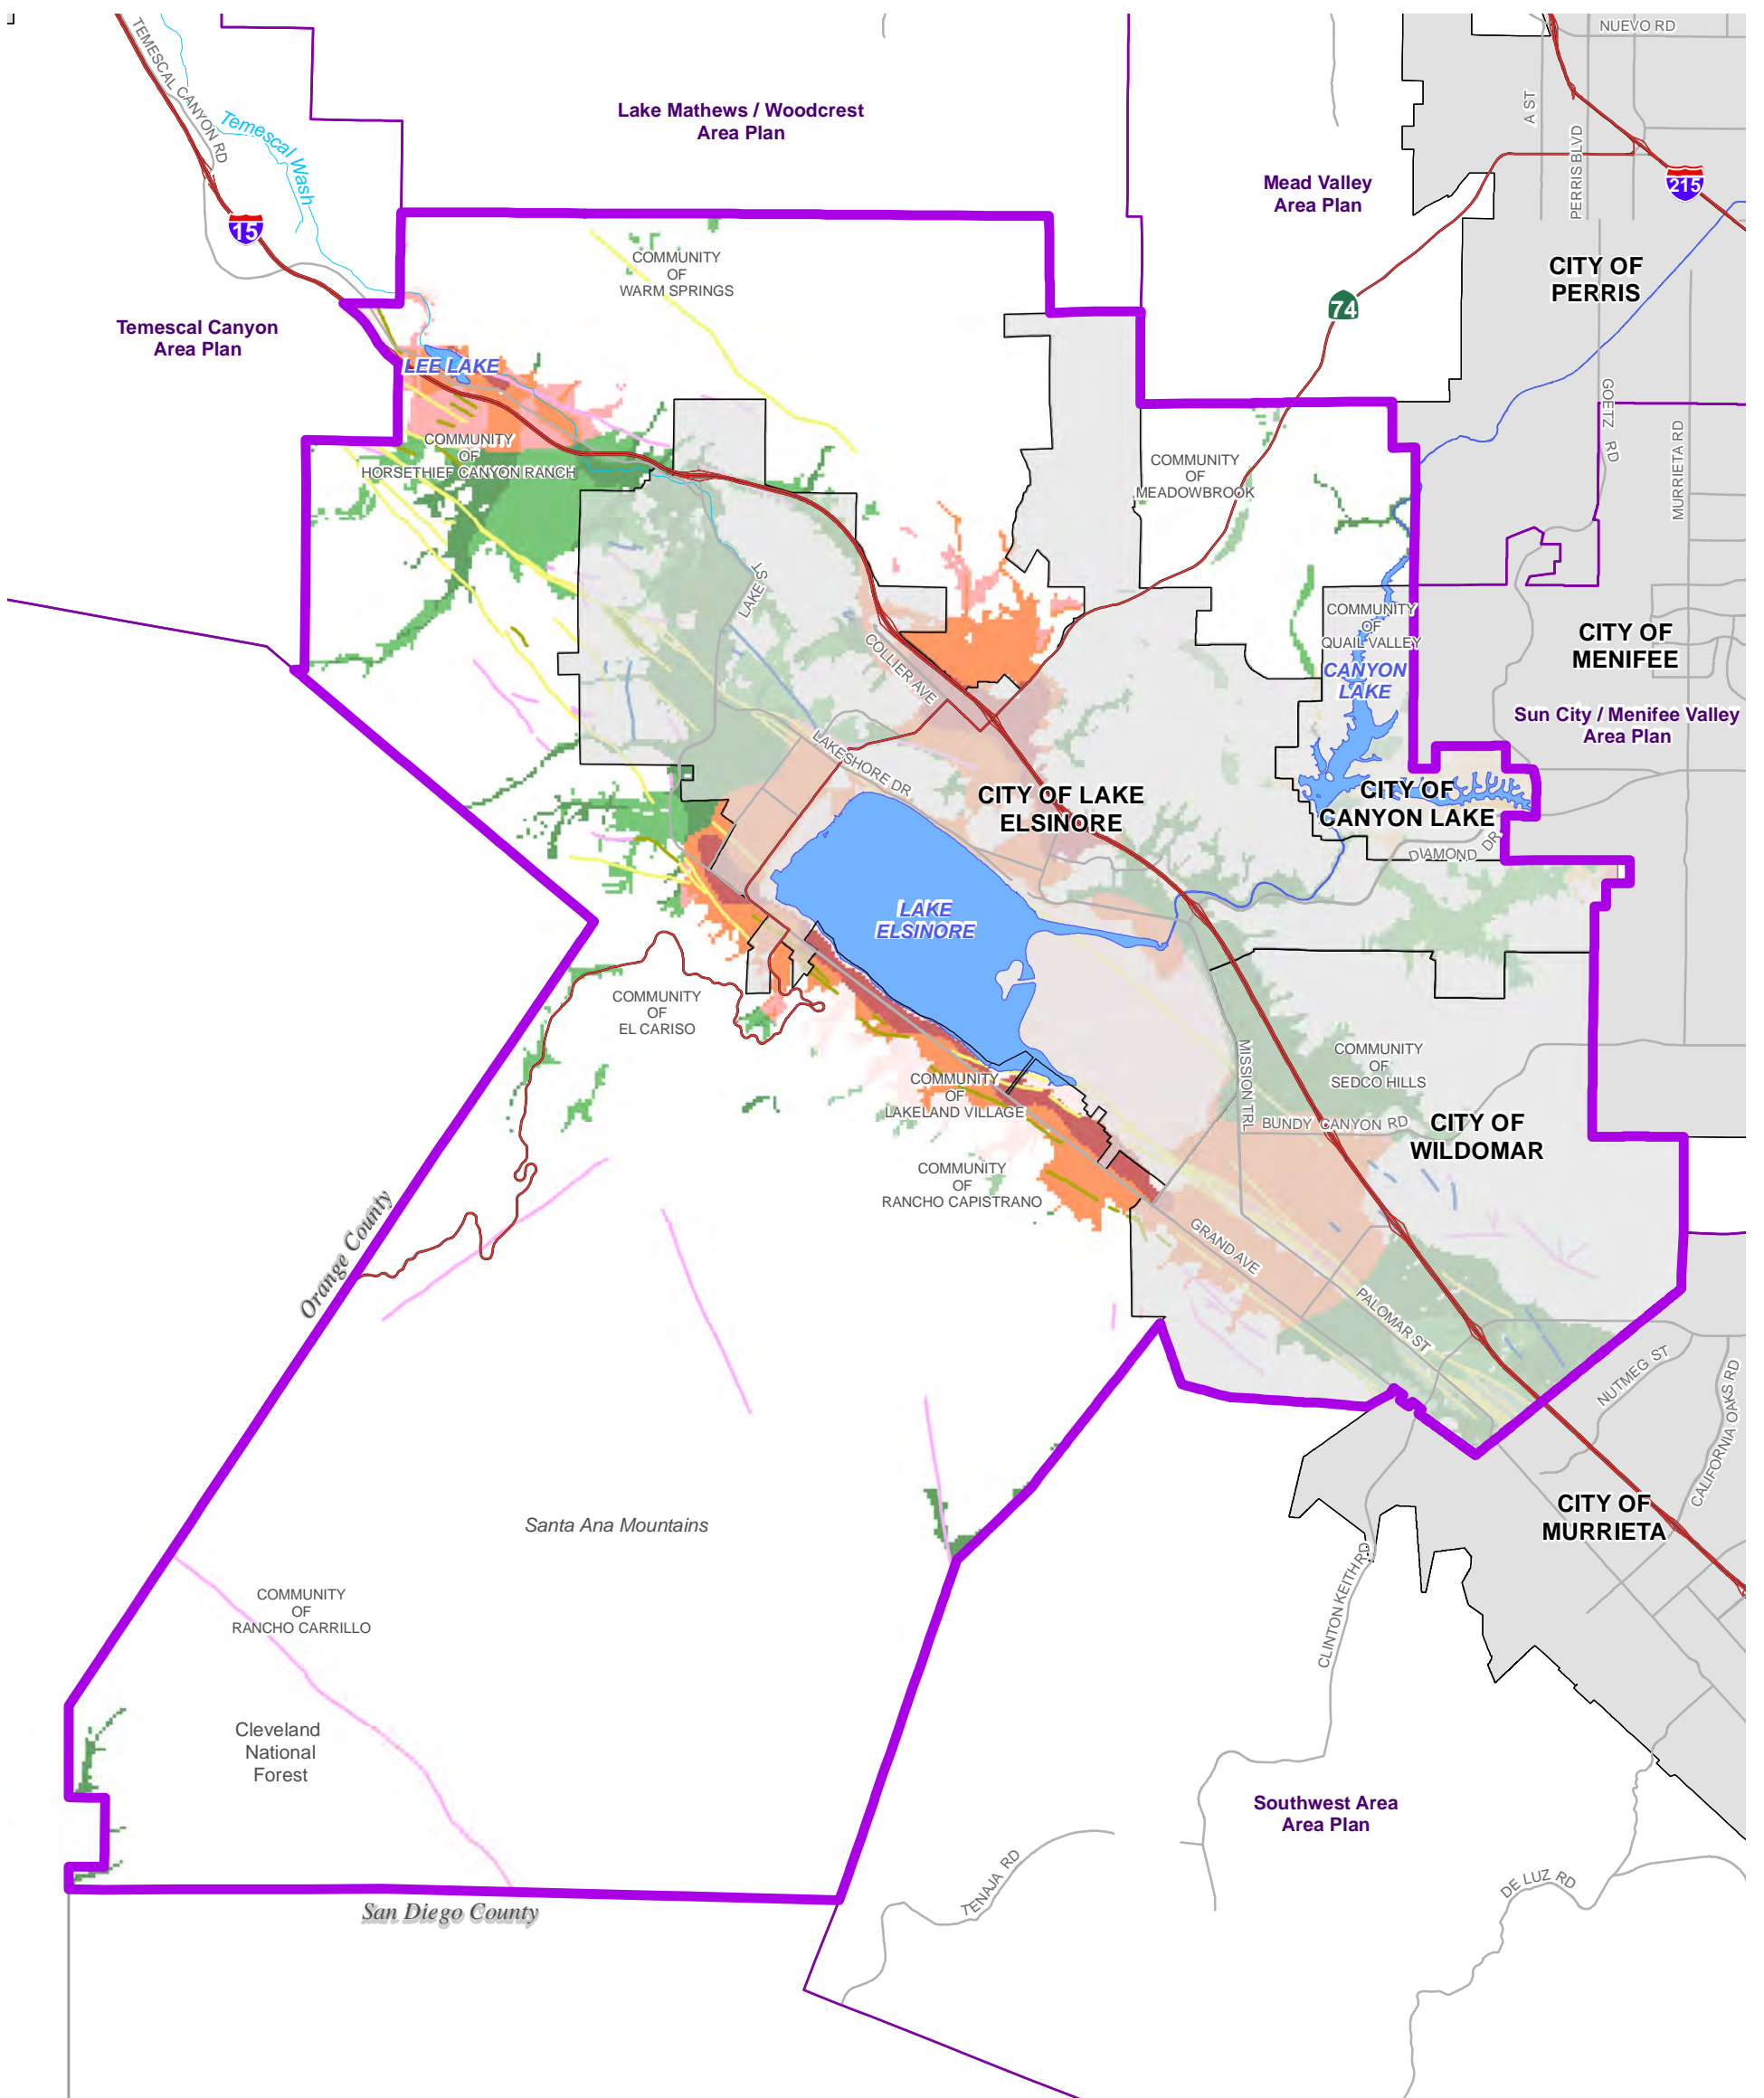 NUEVO RD
TEMESCAL CANYON RD
Temescal Wash
Lake Mathews / Woodcrest
Area Plan
A ST
PERRIS BLVD
Mead Valley
Area Plan
215
15
COMMUNITY
OF
WARM SPRINGS
CITY OF
PERRIS
74
Temescal Canyon
Area Plan
LEE LAKE
GOETZ RD
MURRIETA RD
COMMUNITY
OF
HORSETHIEF CANYON RANCH
COMMUNITY
OF
MEADOWBROOK
LAKE ST
COLLIER AVE
COMMUNITY
OF
QUAIL VALLEY
CANYON
LAKE
CITY OF
MENIFEE
Sun City / Menifee Valley
Area Plan
LAKESHORE DR
CITY OF LAKE
ELSINORE
CITY OF
CANYON LAKE
DIAMOND DR
LAKE
ELSINORE
COMMUNITY
OF
EL CARISO
MISSION TRL
COMMUNITY
OF
SEDCO HILLS
COMMUNITY
OF
LAKELAND VILLAGE
BUNDY CANYON RD
CITY OF
WILDOMAR
COMMUNITY
OF
RANCHO CAPISTRANO
Orange County
GRAND AVE
PALOMAR ST
NUTMEG ST
CALIFORNIA OAKS RD
Santa Ana Mountains
CITY OF
MURRIETA
CLINTON KEITH RD
COMMUNITY
OF
RANCHO CARRILLO
Cleveland
National
Forest
Southwest Area
Area Plan
TENAJA RD
DE LUZ RD
San Diego County